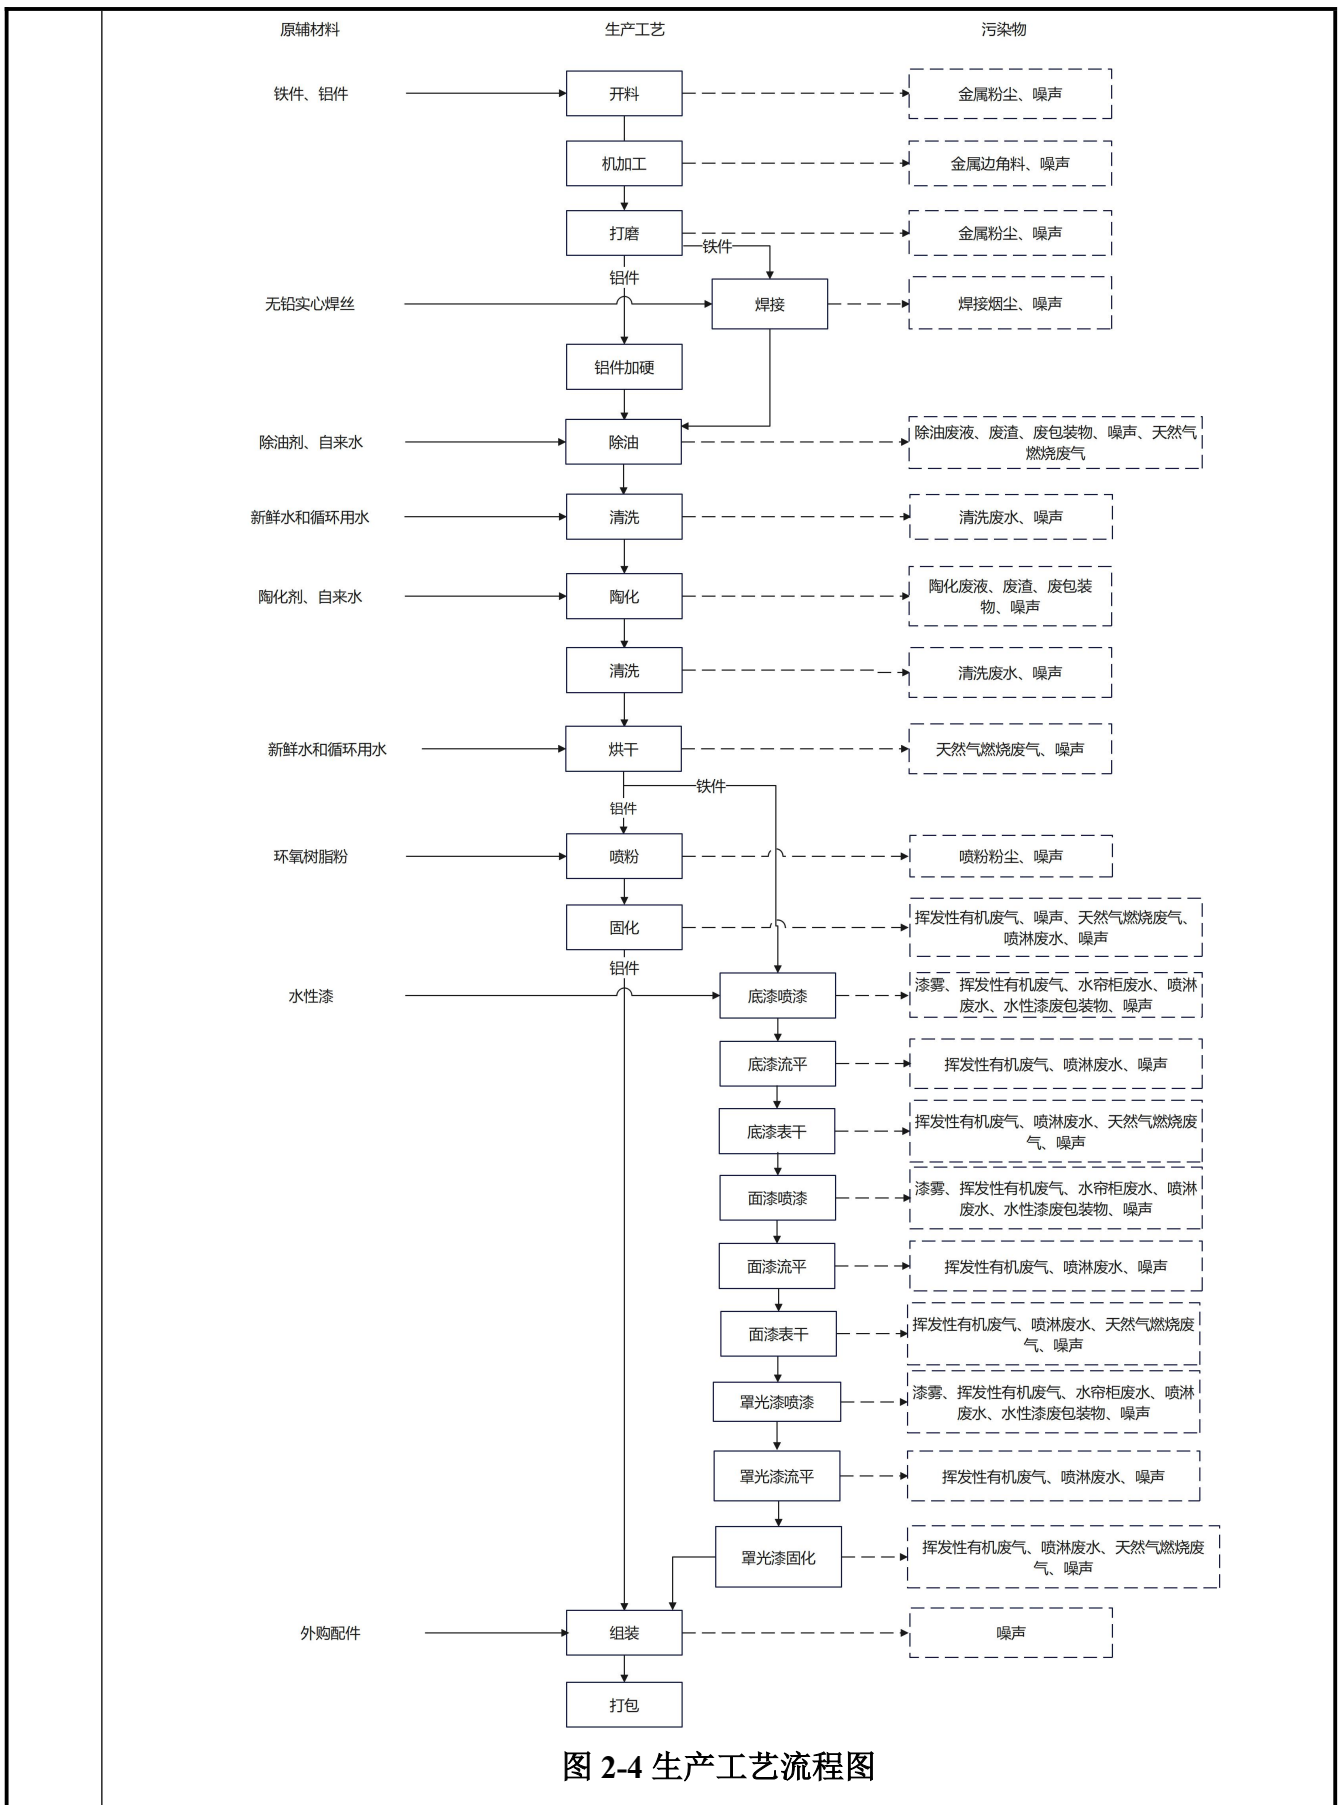 原辅材料 生产工艺 污染物
铁件、铝件 开料 金属粉尘、噪声
机加工 金属边角料、噪声
打磨 金属粉尘、噪声
铁件
铝件
无铅实心焊丝 焊接 焊接烟尘、噪声
铝件加硬
除油剂、自来水 除油 除油废液、废渣、废包装物、噪声、天然气
燃烧废气
新鲜水和循环用水 清洗 清洗废水、噪声
陶化剂、自来水 陶化 陶化废液、废渣、废包装
物、噪声
清洗 清洗废水、噪声
新鲜水和循环用水 烘干 天然气燃烧废气、噪声
铁件
铝件
环氧树脂粉 喷粉 喷粉粉尘、噪声
固化 挥发性有机废气、噪声、天然气燃烧废气、
喷淋废水、噪声
铝件
水性漆 底漆喷漆 漆雾、挥发性有机废气、水帘柜废水、喷淋
废水、水性漆废包装物、噪声
底漆流平 挥发性有机废气、喷淋废水、噪声
底漆表干 挥发性有机废气、喷淋废水、天然气燃烧废
气、噪声
面漆喷漆 漆雾、挥发性有机废气、水帘柜废水、喷淋
废水、水性漆废包装物、噪声
面漆流平 挥发性有机废气、喷淋废水、噪声
面漆表干 挥发性有机废气、喷淋废水、天然气燃烧废
气、噪声
罩光漆喷漆 漆雾、挥发性有机废气、水帘柜废水、喷淋
废水、水性漆废包装物、噪声
罩光漆流平 挥发性有机废气、喷淋废水、噪声
罩光漆固化 挥发性有机废气、喷淋废水、天然气燃烧废
气、噪声
外购配件 组装 噪声
打包
图 2-4 生产工艺流程图